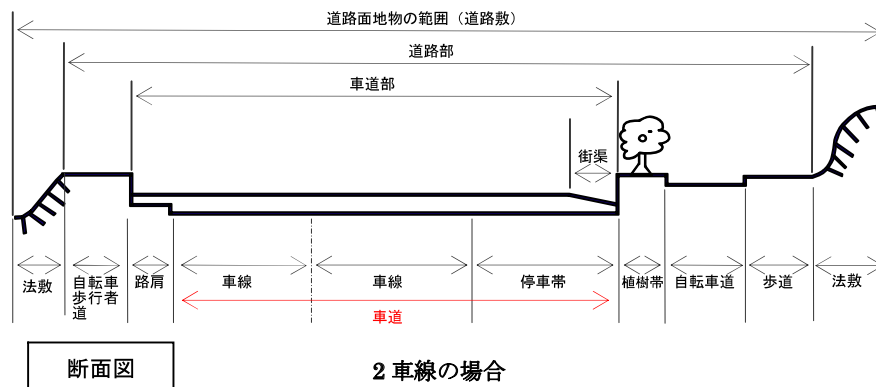 道路面地物の範囲（道路敷）
道路部
車道部
街渠
法敷
自転車
歩行者
道
路肩
車線
車線
停車帯
植樹帯
自転車道
歩道
法敷
車道
断面図
2 車線の場合